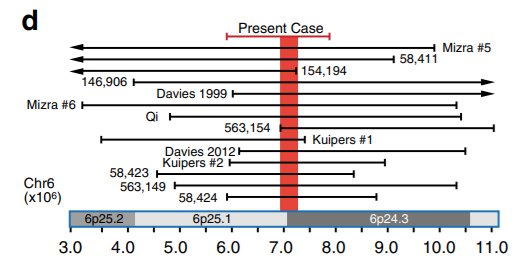 d
Present Case
Mizra #5
58,411
154,194
146,906
Davies 1999
Mizra #6
Qi
563,154
Kuipers #1
Davies 2012
Kuipers #2
58,423
563,149
58,424
Chr6
(x10⁶)
6p25.2 6p25.1 6p24.3
3.0 4.0 5.0 6.0 7.0 8.0 9.0 10.0 11.0